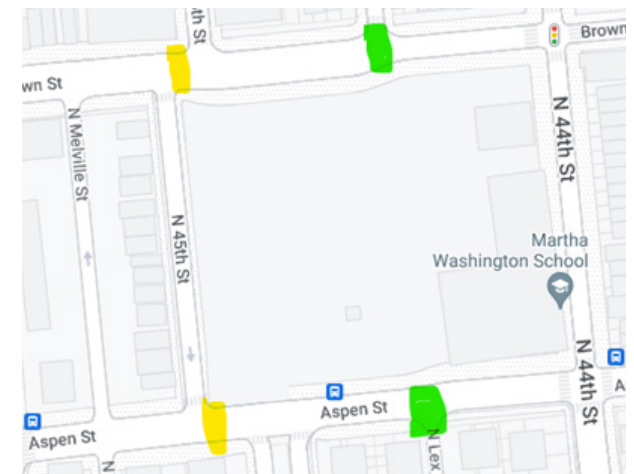 th St
Brown
wn St
N Melville St
N 44th St
N 45th St
Martha
Washington School
N 44th St
Aspen St
A
Aspen St
N Lex
N